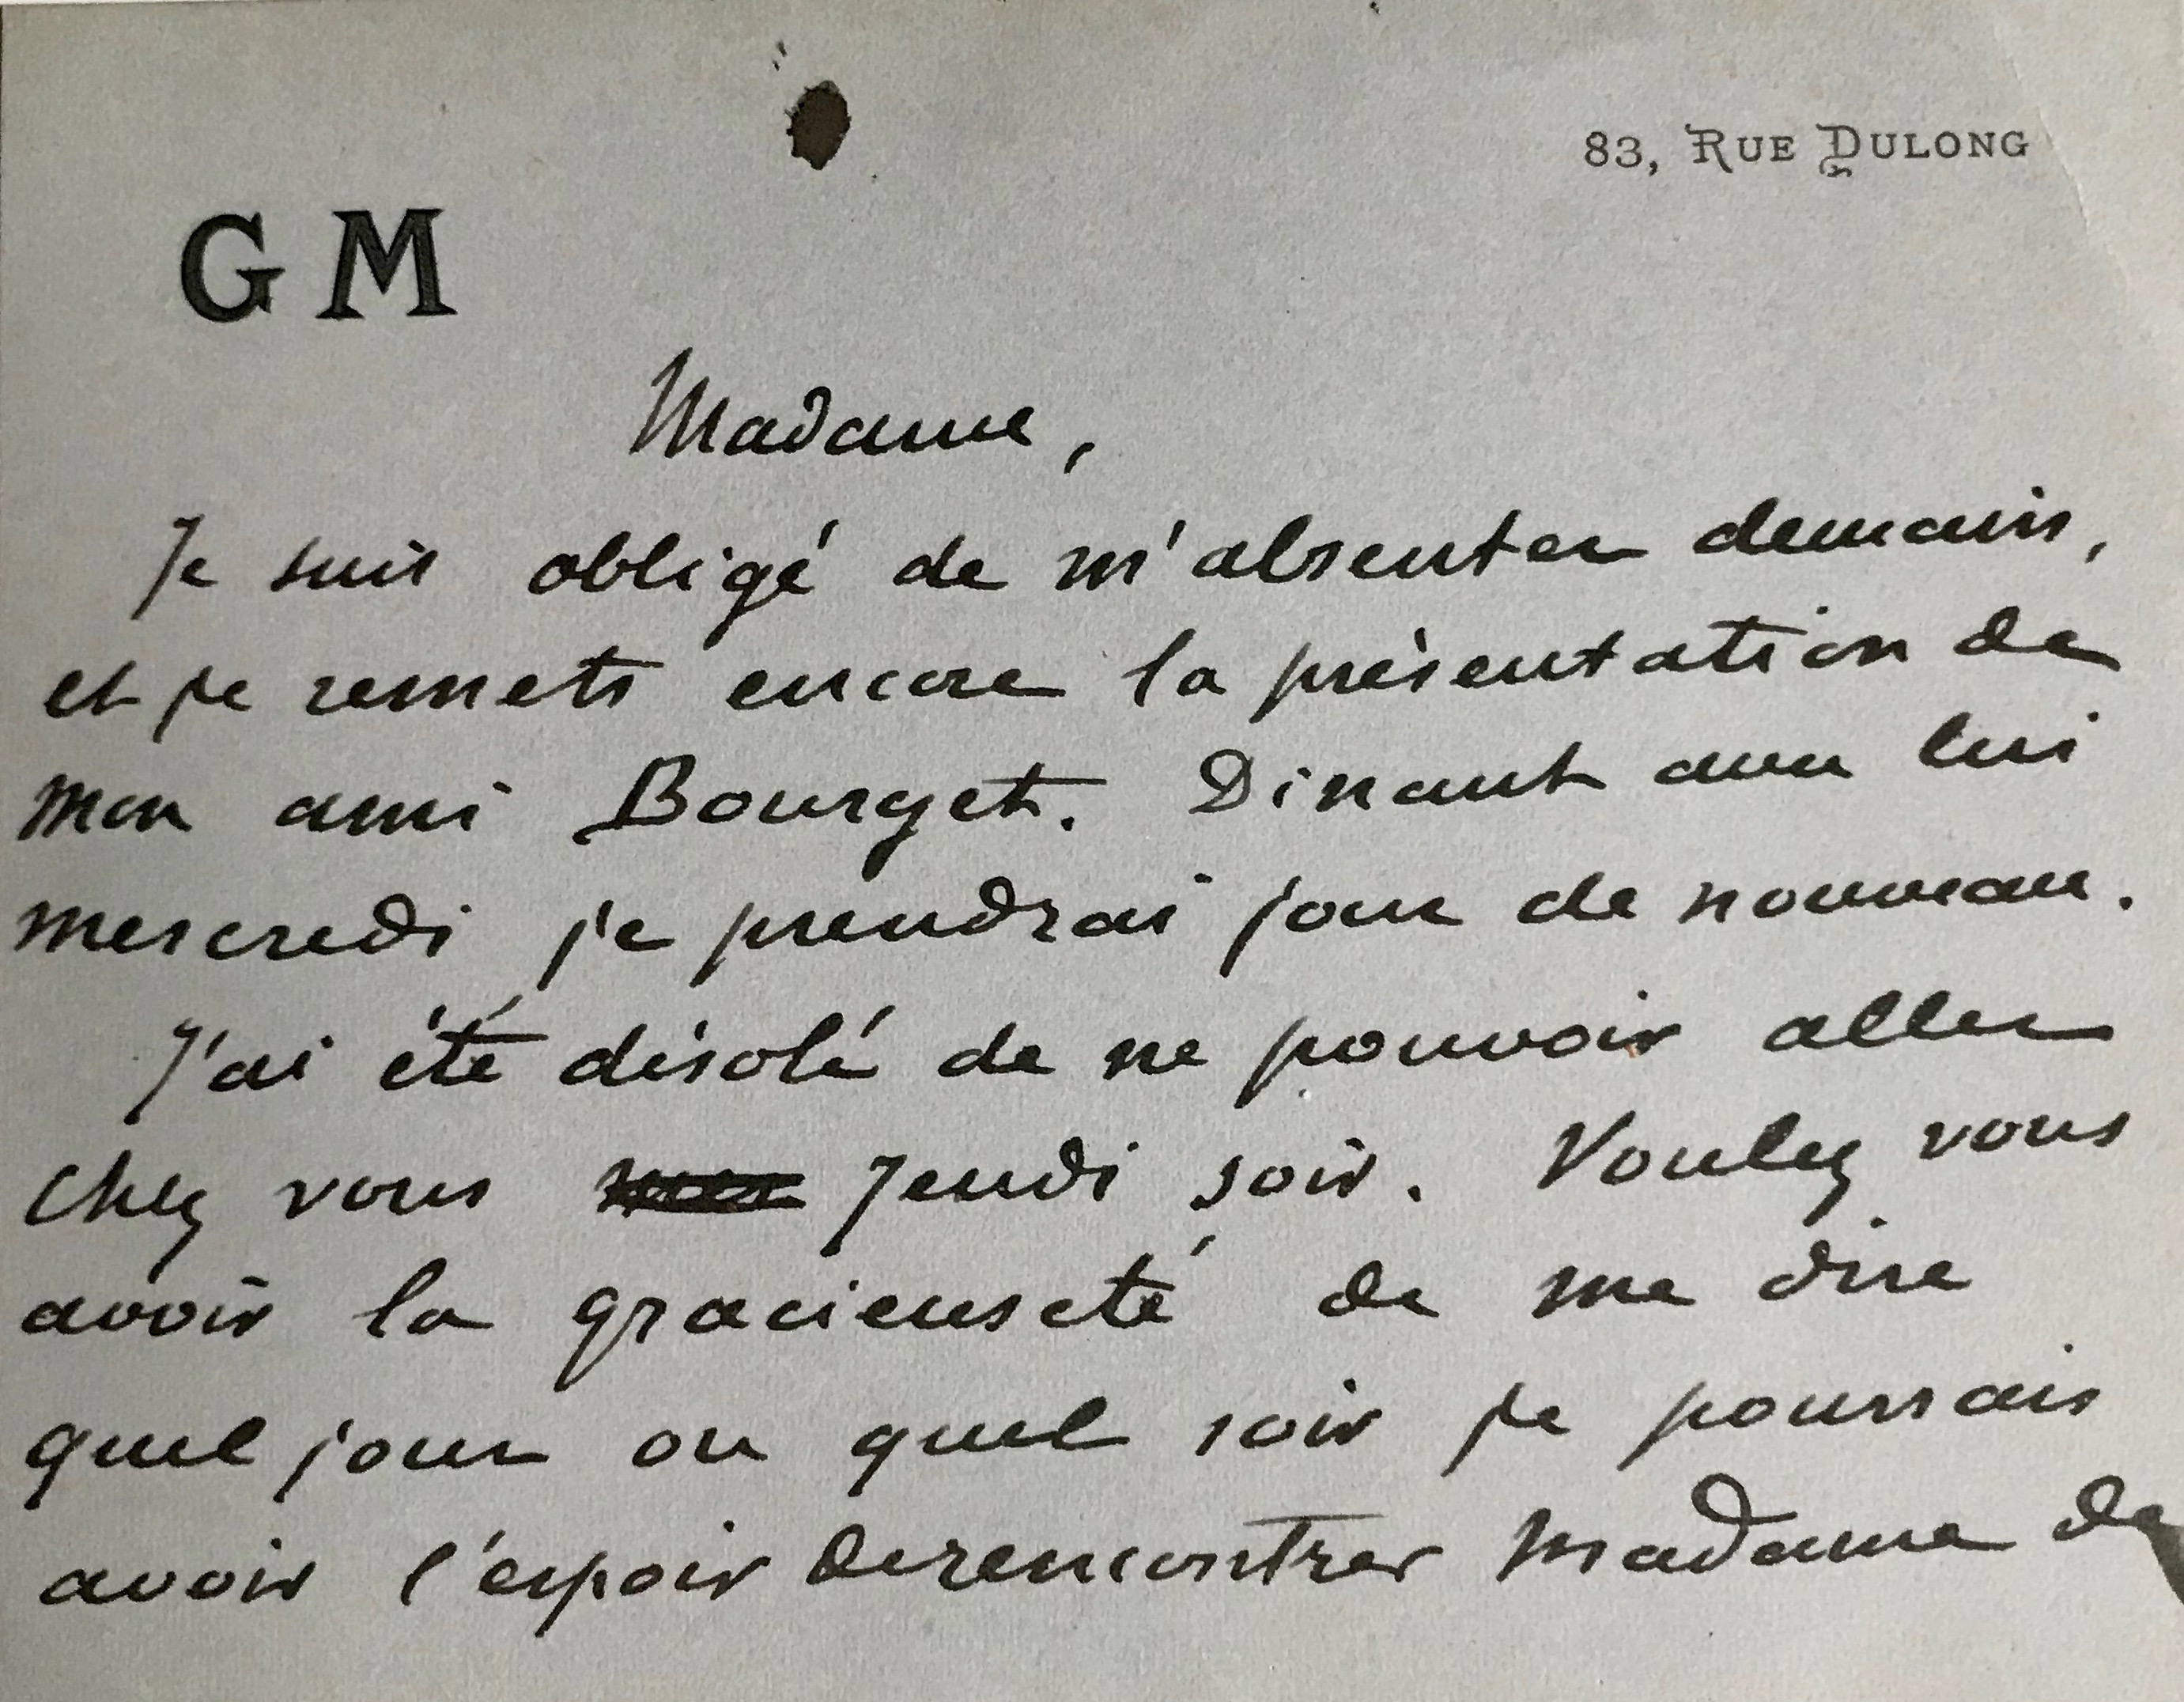 83, RUE DULONG
GM
Madame,
Je suis obligé de m'absenter demain,
et je remets encore la présentation de
mon ami Bourget. Dinant avec lui
mercredi je prendrai jour de nouveau.
J'ai été désolé de ne pouvoir aller
chez vous Jeudi soir. Voulez vous
avoir la gracieuseté de me dire
quel jour ou quel soir je pourrais
avoir l'espoir de rencontrer Madame de